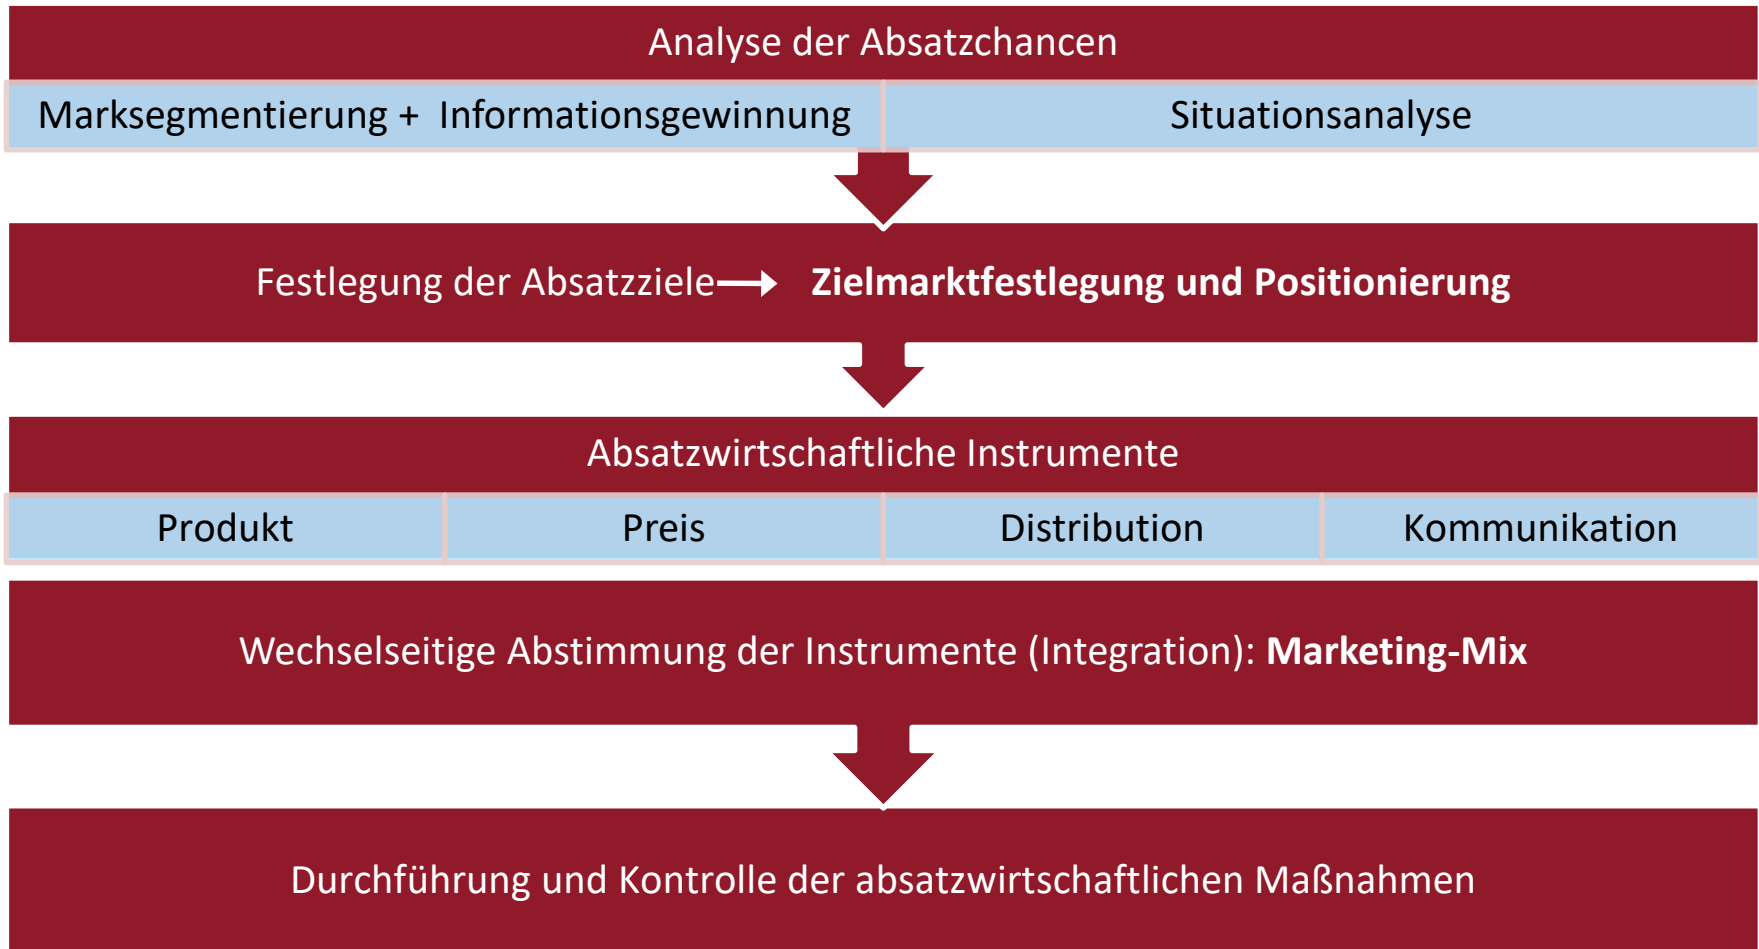 Analyse der Absatzchancen
Marksegmentierung + Informationsgewinnung
Situationsanalyse
Festlegung der Absatzziele → Zielmarktfestlegung und Positionierung
Absatzwirtschaftliche Instrumente
Produkt
Preis
Distribution
Kommunikation
Wechselseitige Abstimmung der Instrumente (Integration): Marketing-Mix
Durchführung und Kontrolle der absatzwirtschaftlichen Maßnahmen